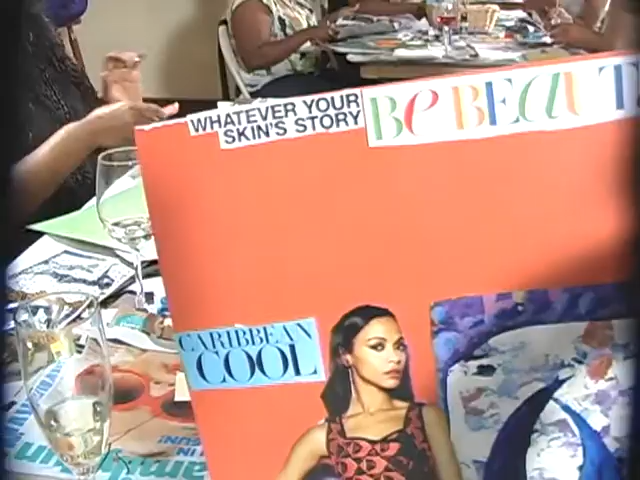 WHATEVER YOUR
SKIN'S STORY
Be BEAUT
CARIBBEAN
COOL